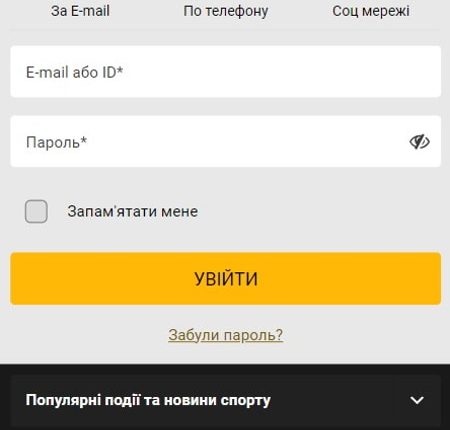 За E-mail По телефону Соц мережі
E-mail або ID*
Пароль*
Запам'ятати мене
УВІЙТИ
Забули пароль?
Популярні події та новини спорту